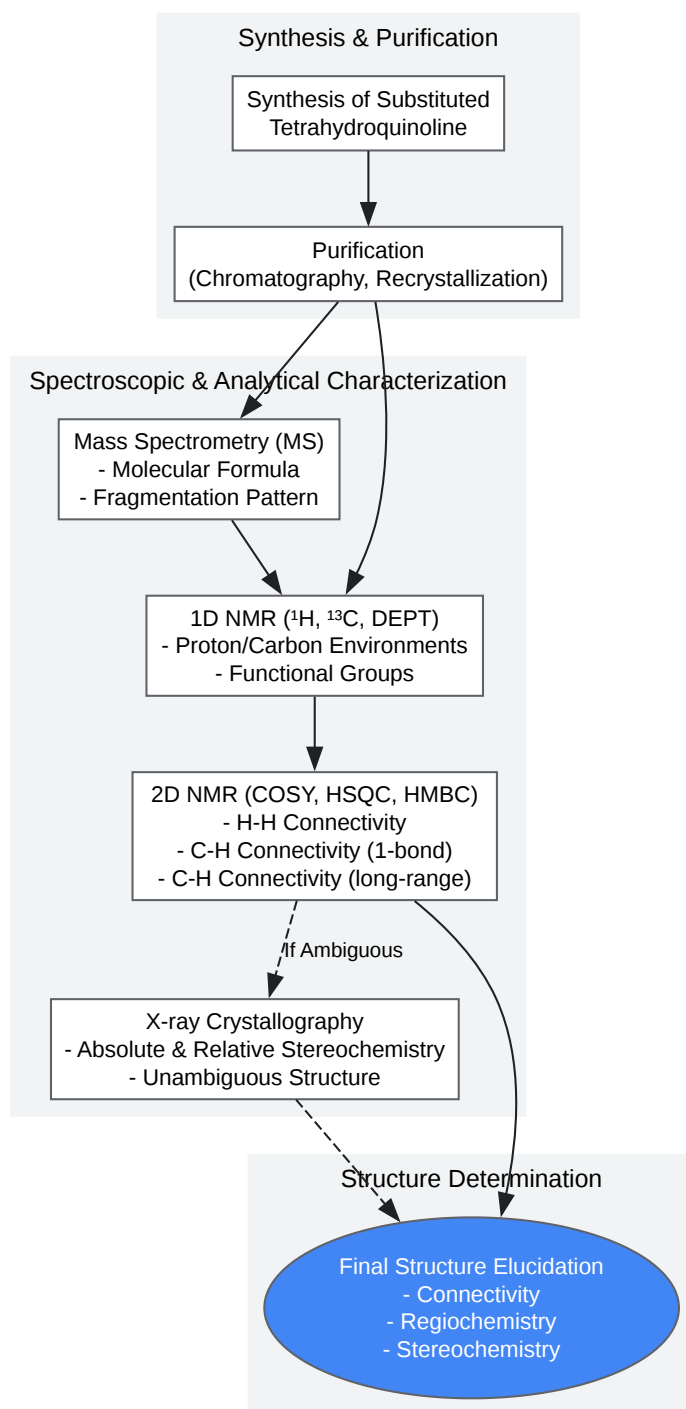 Synthesis & Purification
Synthesis of Substituted
Tetrahydroquinoline
Purification
(Chromatography, Recrystallization)
Spectroscopic & Analytical Characterization
Mass Spectrometry (MS)
- Molecular Formula
- Fragmentation Pattern
1D NMR (¹H, ¹³C, DEPT)
- Proton/Carbon Environments
- Functional Groups
2D NMR (COSY, HSQC, HMBC)
- H-H Connectivity
- C-H Connectivity (1-bond)
- C-H Connectivity (long-range)
If Ambiguous
X-ray Crystallography
- Absolute & Relative Stereochemistry
- Unambiguous Structure
Structure Determination
Final Structure Elucidation
- Connectivity
- Regiochemistry
- Stereochemistry